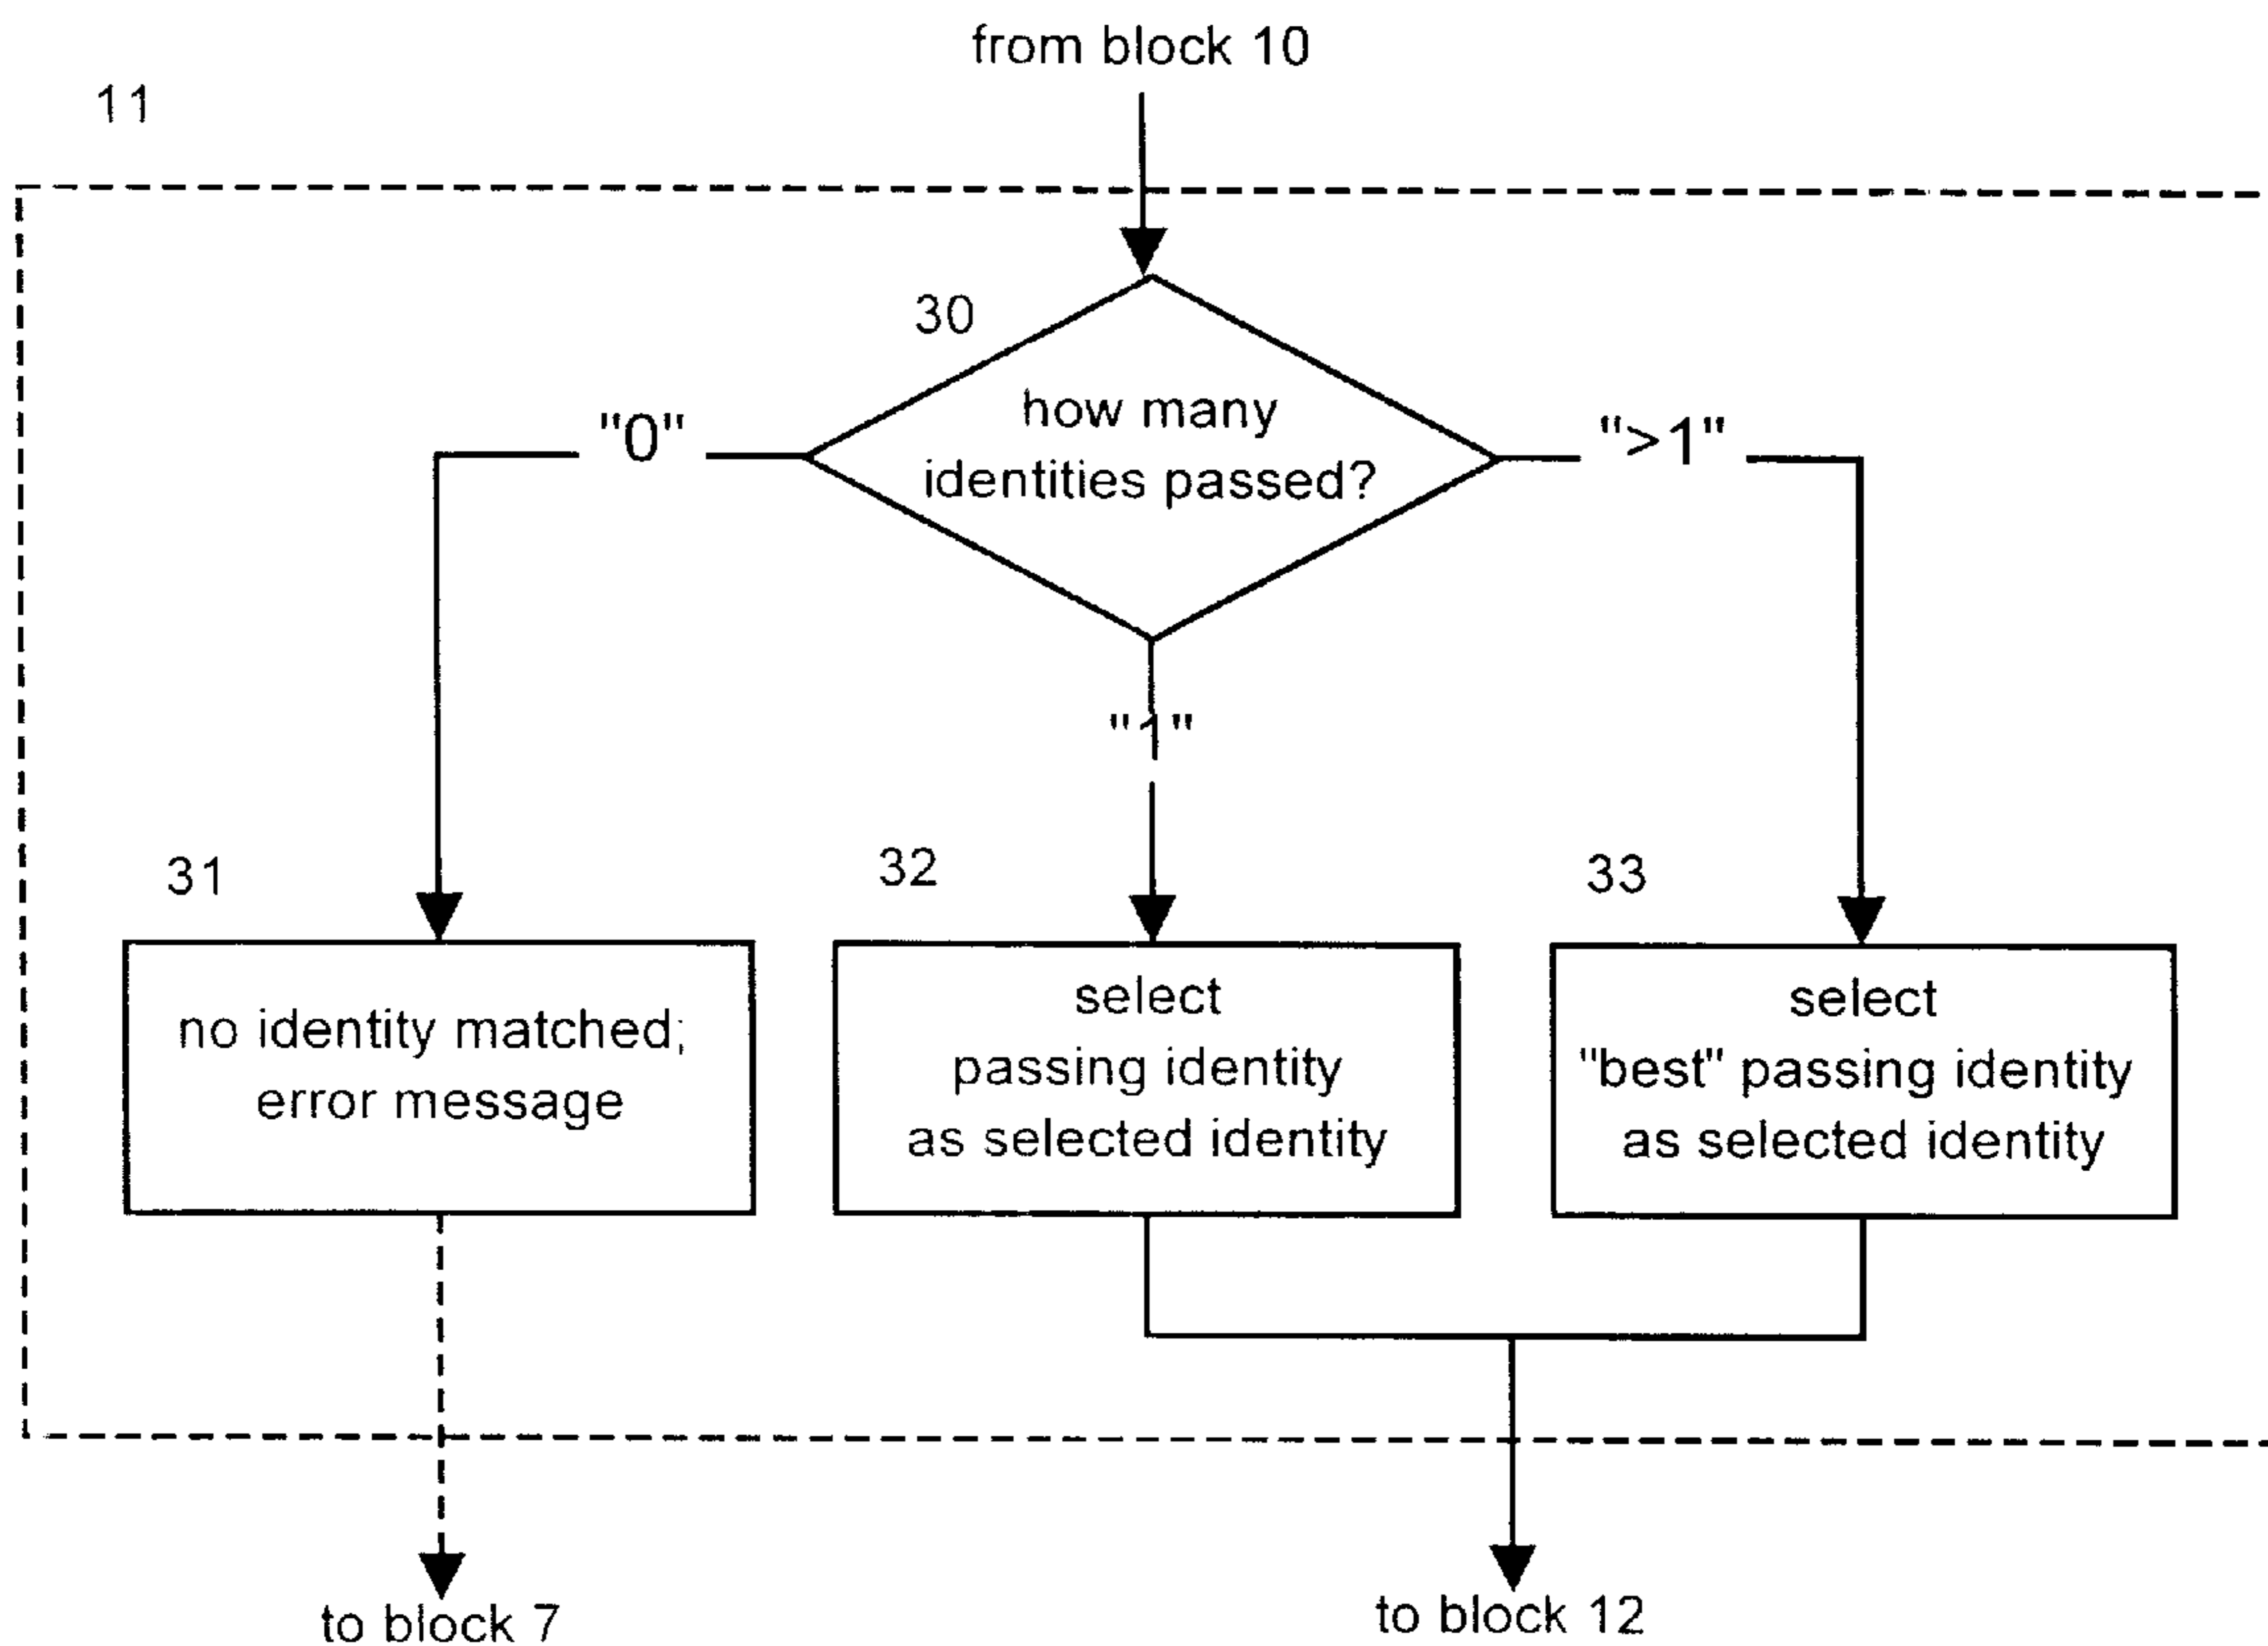 from block 10
11
30
how many
identities passed?
"0"
">1"
"1"
31
32
33
no identity matched;
error message
select
passing identity
as selected identity
select
"best" passing identity
as selected identity
to block 7
to block 12